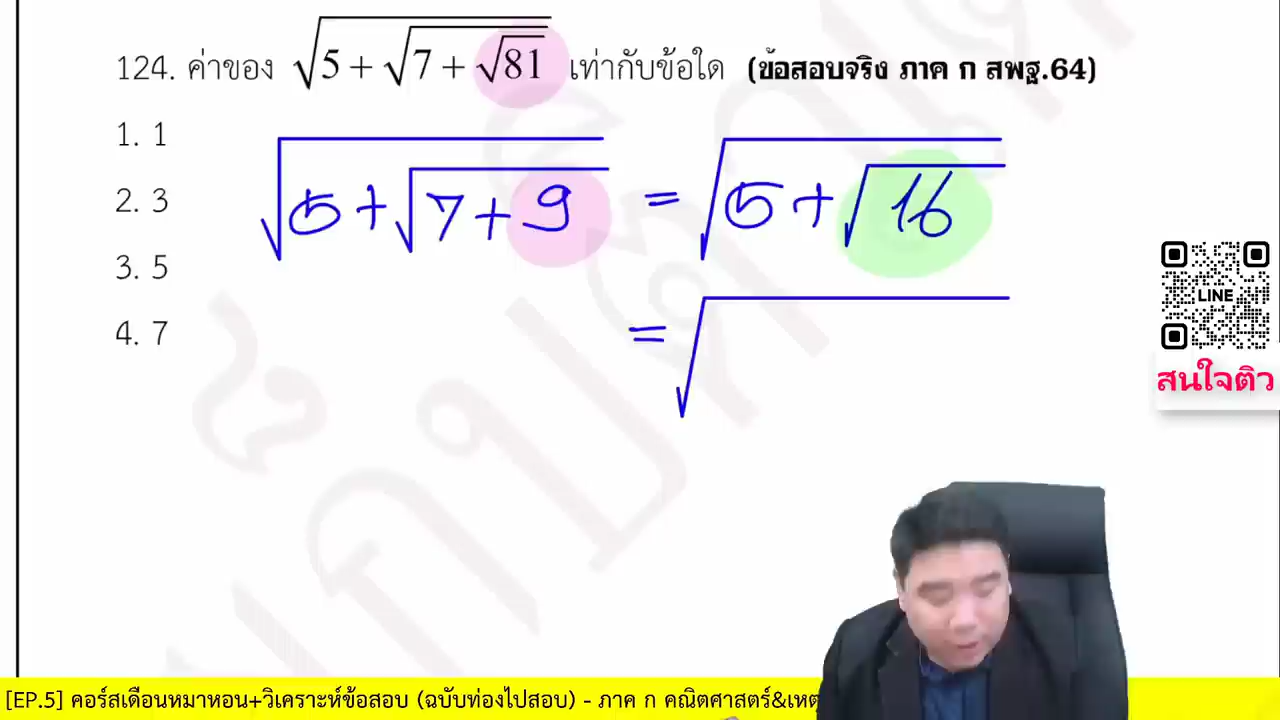 124. ค่าของ √(5 + √(7 + √81)) เท่ากับข้อใด (ข้อสอบจริง ภาค ก สพฐ.64)
1. 1
2. 3
3. 5
4. 7
√(5+√(7+9)) = √(5+√16)
= √
LINE
สนใจติว
[EP.5] คอร์สเดือนหมาหอน+วิเคราะห์ข้อสอบ (ฉบับท่องไปสอบ) - ภาค ก คณิตศาสตร์&เหต